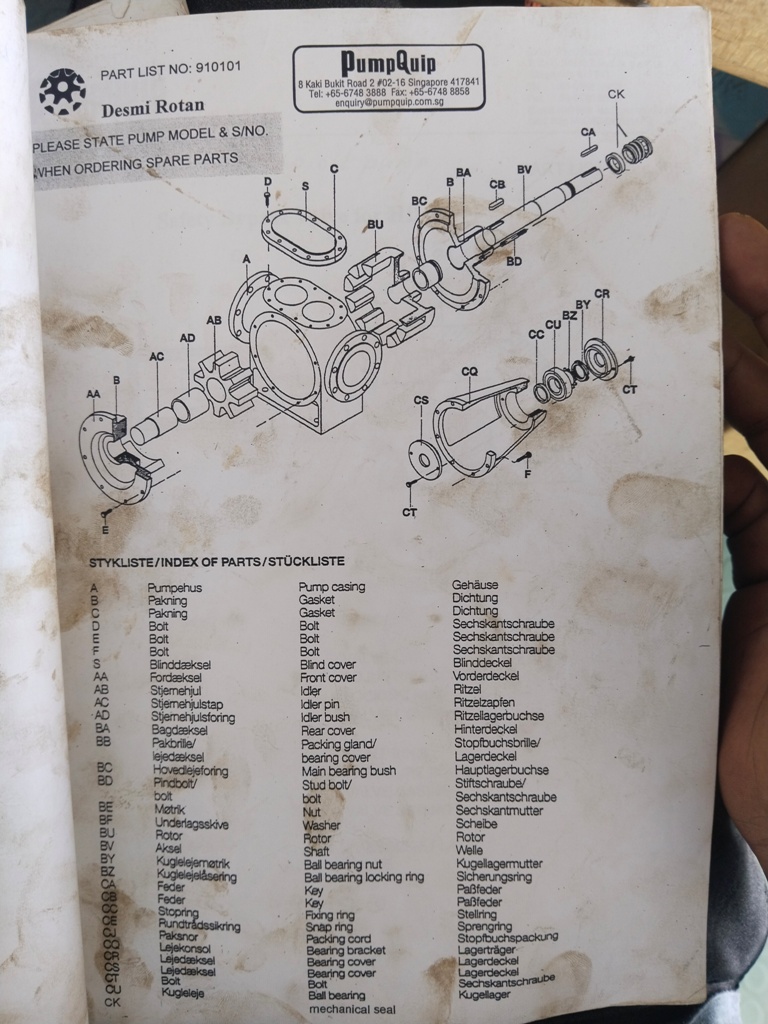 PART LIST NO: 910101
Desmi Rotan
PLEASE STATE PUMP MODEL & S/NO.
WHEN ORDERING SPARE PARTS
PumpQuip
8 Kaki Bukit Road 2 #02-16 Singapore 417841
Tel: +65-6748 3888 Fax: +65-6748 8858
enquiry@pumpquip.com.sg
CK
CA
D
S
C
BC
B
BA
CB
BV
BU
BD
A
AB
AD
AC
B
AA
E
CR
BY
BZ
CU
CC
CQ
CS
CT
F
CT
STYKLISTE/INDEX OF PARTS/STÜCKLISTE
A Pumpehus Pump casing Gehäuse
B Pakning Gasket Dichtung
C Pakning Gasket Dichtung
D Bolt Bolt Sechskantschraube
E Bolt Bolt Sechskantschraube
F Bolt Bolt Sechskantschraube
S Blinddæksel Blind cover Blinddeckel
AA Fordæksel Front cover Vorderdeckel
AB Stjernehjul Idler Ritzel
AC Stjernehjulstap Idler pin Ritzelzapfen
AD Stjernehjulsforing Idler bush Ritzellagerbuchse
BA Bagdæksel Rear cover Hinterdeckel
BB Pakbrille/ Packing gland/ Stopfbuchsbrille/
lejedæksel bearing cover Lagerdeckel
BC Hovedlejeforing Main bearing bush Hauptlagerbuchse
BD Pindbolt/ Stud bolt/ Stiftschraube/
bolt bolt Sechskantschraube
BE Møtrik Nut Sechskantmutter
BF Underlagsskive Washer Scheibe
BU Rotor Rotor Rotor
BV Aksel Shaft Welle
BY Kuglelejemøtrik Ball bearing nut Kugellagermutter
BZ Kuglelejelåsering Ball bearing locking ring Sicherungsring
CA Feder Key Paßfeder
Feder Key Paßfeder
Stopring Fixing ring Stellring
Rundtrådssikring Snap ring Sprengring
Paksnor Packing cord Stopfbuchspackung
Lejekonsol Bearing bracket Lagerträger
Lejedæksel Bearing cover Lagerdeckel
Lejedæksel Bearing cover Lagerdeckel
Bolt Bolt Sechskantschraube
Kugleleje Ball bearing Kugellager
CK mechanical seal